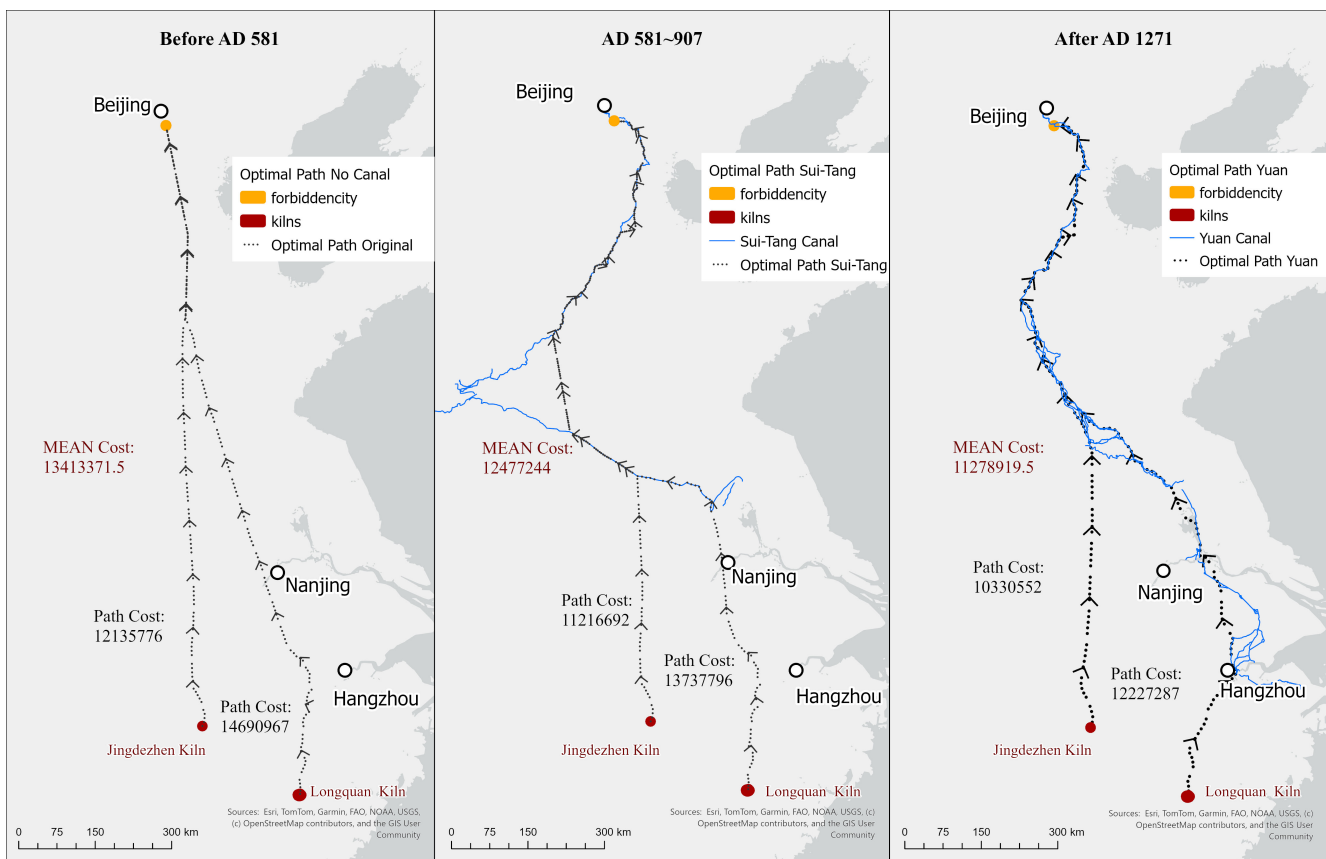 Before AD 581
Beijing
Optimal Path No Canal
forbiddencity
kilns
Optimal Path Original
MEAN Cost:
13413371.5
Nanjing
Path Cost:
12135776
Hangzhou
14690967
Jingdezhen Kiln
Longquan Kiln
Sources: Esri, TomTom, Garmin, FAO, NOAA, USGS,
(c) OpenStreetMap contributors, and the GIS User
Community
0 75 150 300 km
AD 581~907
Beijing
Optimal Path Sui-Tang
forbiddencity
kilns
Sui-Tang Canal
Optimal Path Sui-Tang
MEAN Cost:
12477244
Nanjing
Path Cost:
11216692
Path Cost:
13737796
Hangzhou
Jingdezhen Kiln
Longquan Kiln
Sources: Esri, TomTom, Garmin, FAO, NOAA, USGS, (c)
OpenStreetMap contributors, and the GIS User
Community
0 75 150 300 km
After AD 1271
Beijing
Optimal Path Yuan
forbiddencity
kilns
Yuan Canal
Optimal Path Yuan
MEAN Cost:
11278919.5
Path Cost:
10330552
Nanjing
Path Cost:
12227287
Hangzhou
Jingdezhen Kiln
Longquan Kiln
Sources: Esri, TomTom, Garmin, FAO, NOAA, USGS, (c)
OpenStreetMap contributors, and the GIS User
Community
0 75 150 300 km